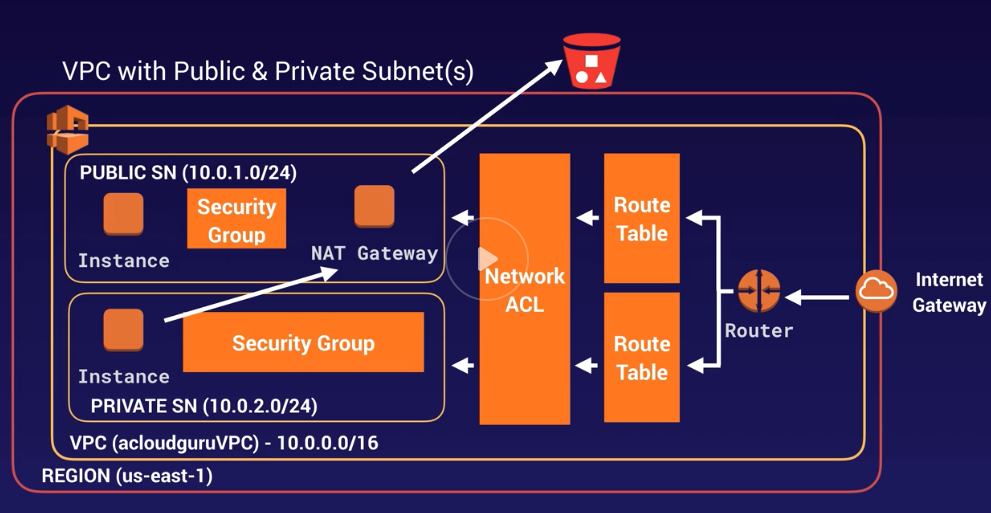 VPC with Public & Private Subnet(s)
PUBLIC SN (10.0.1.0/24)
Security
Group
Instance
NAT Gateway
Security Group
Instance
PRIVATE SN (10.0.2.0/24)
VPC (acloudguruVPC) - 10.0.0.0/16
REGION (us-east-1)
Network
ACL
Route
Table
Route
Table
Router
Internet
Gateway